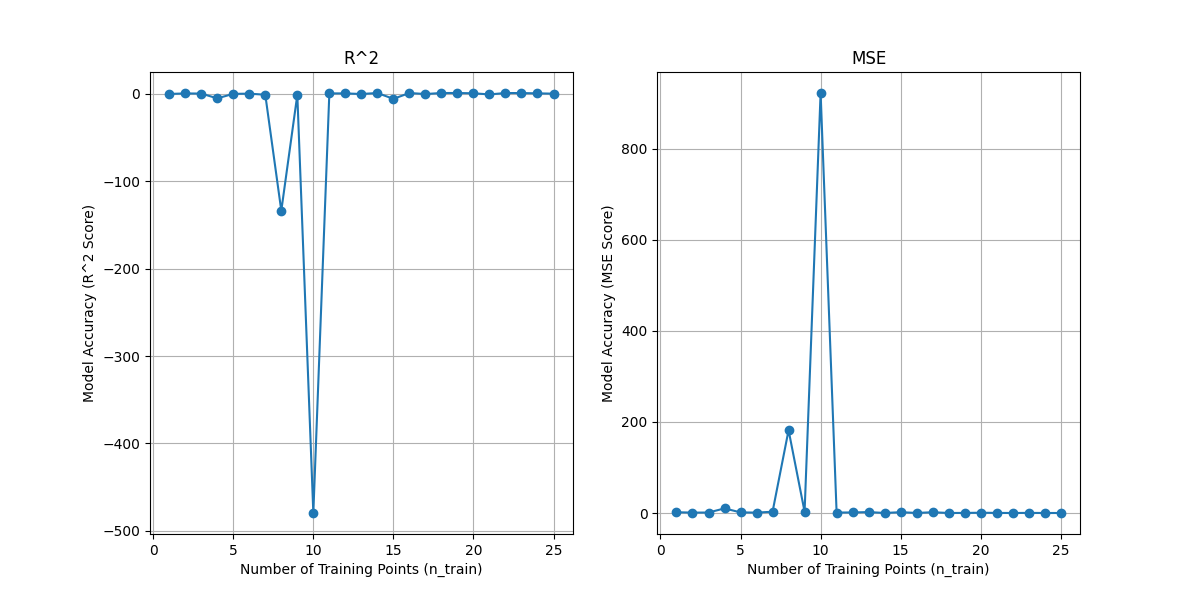 R^2
Model Accuracy (R^2 Score)
0
−100
−200
−300
−400
−500
0 5 10 15 20 25
Number of Training Points (n_train)
MSE
Model Accuracy (MSE Score)
800
600
400
200
0
0 5 10 15 20 25
Number of Training Points (n_train)